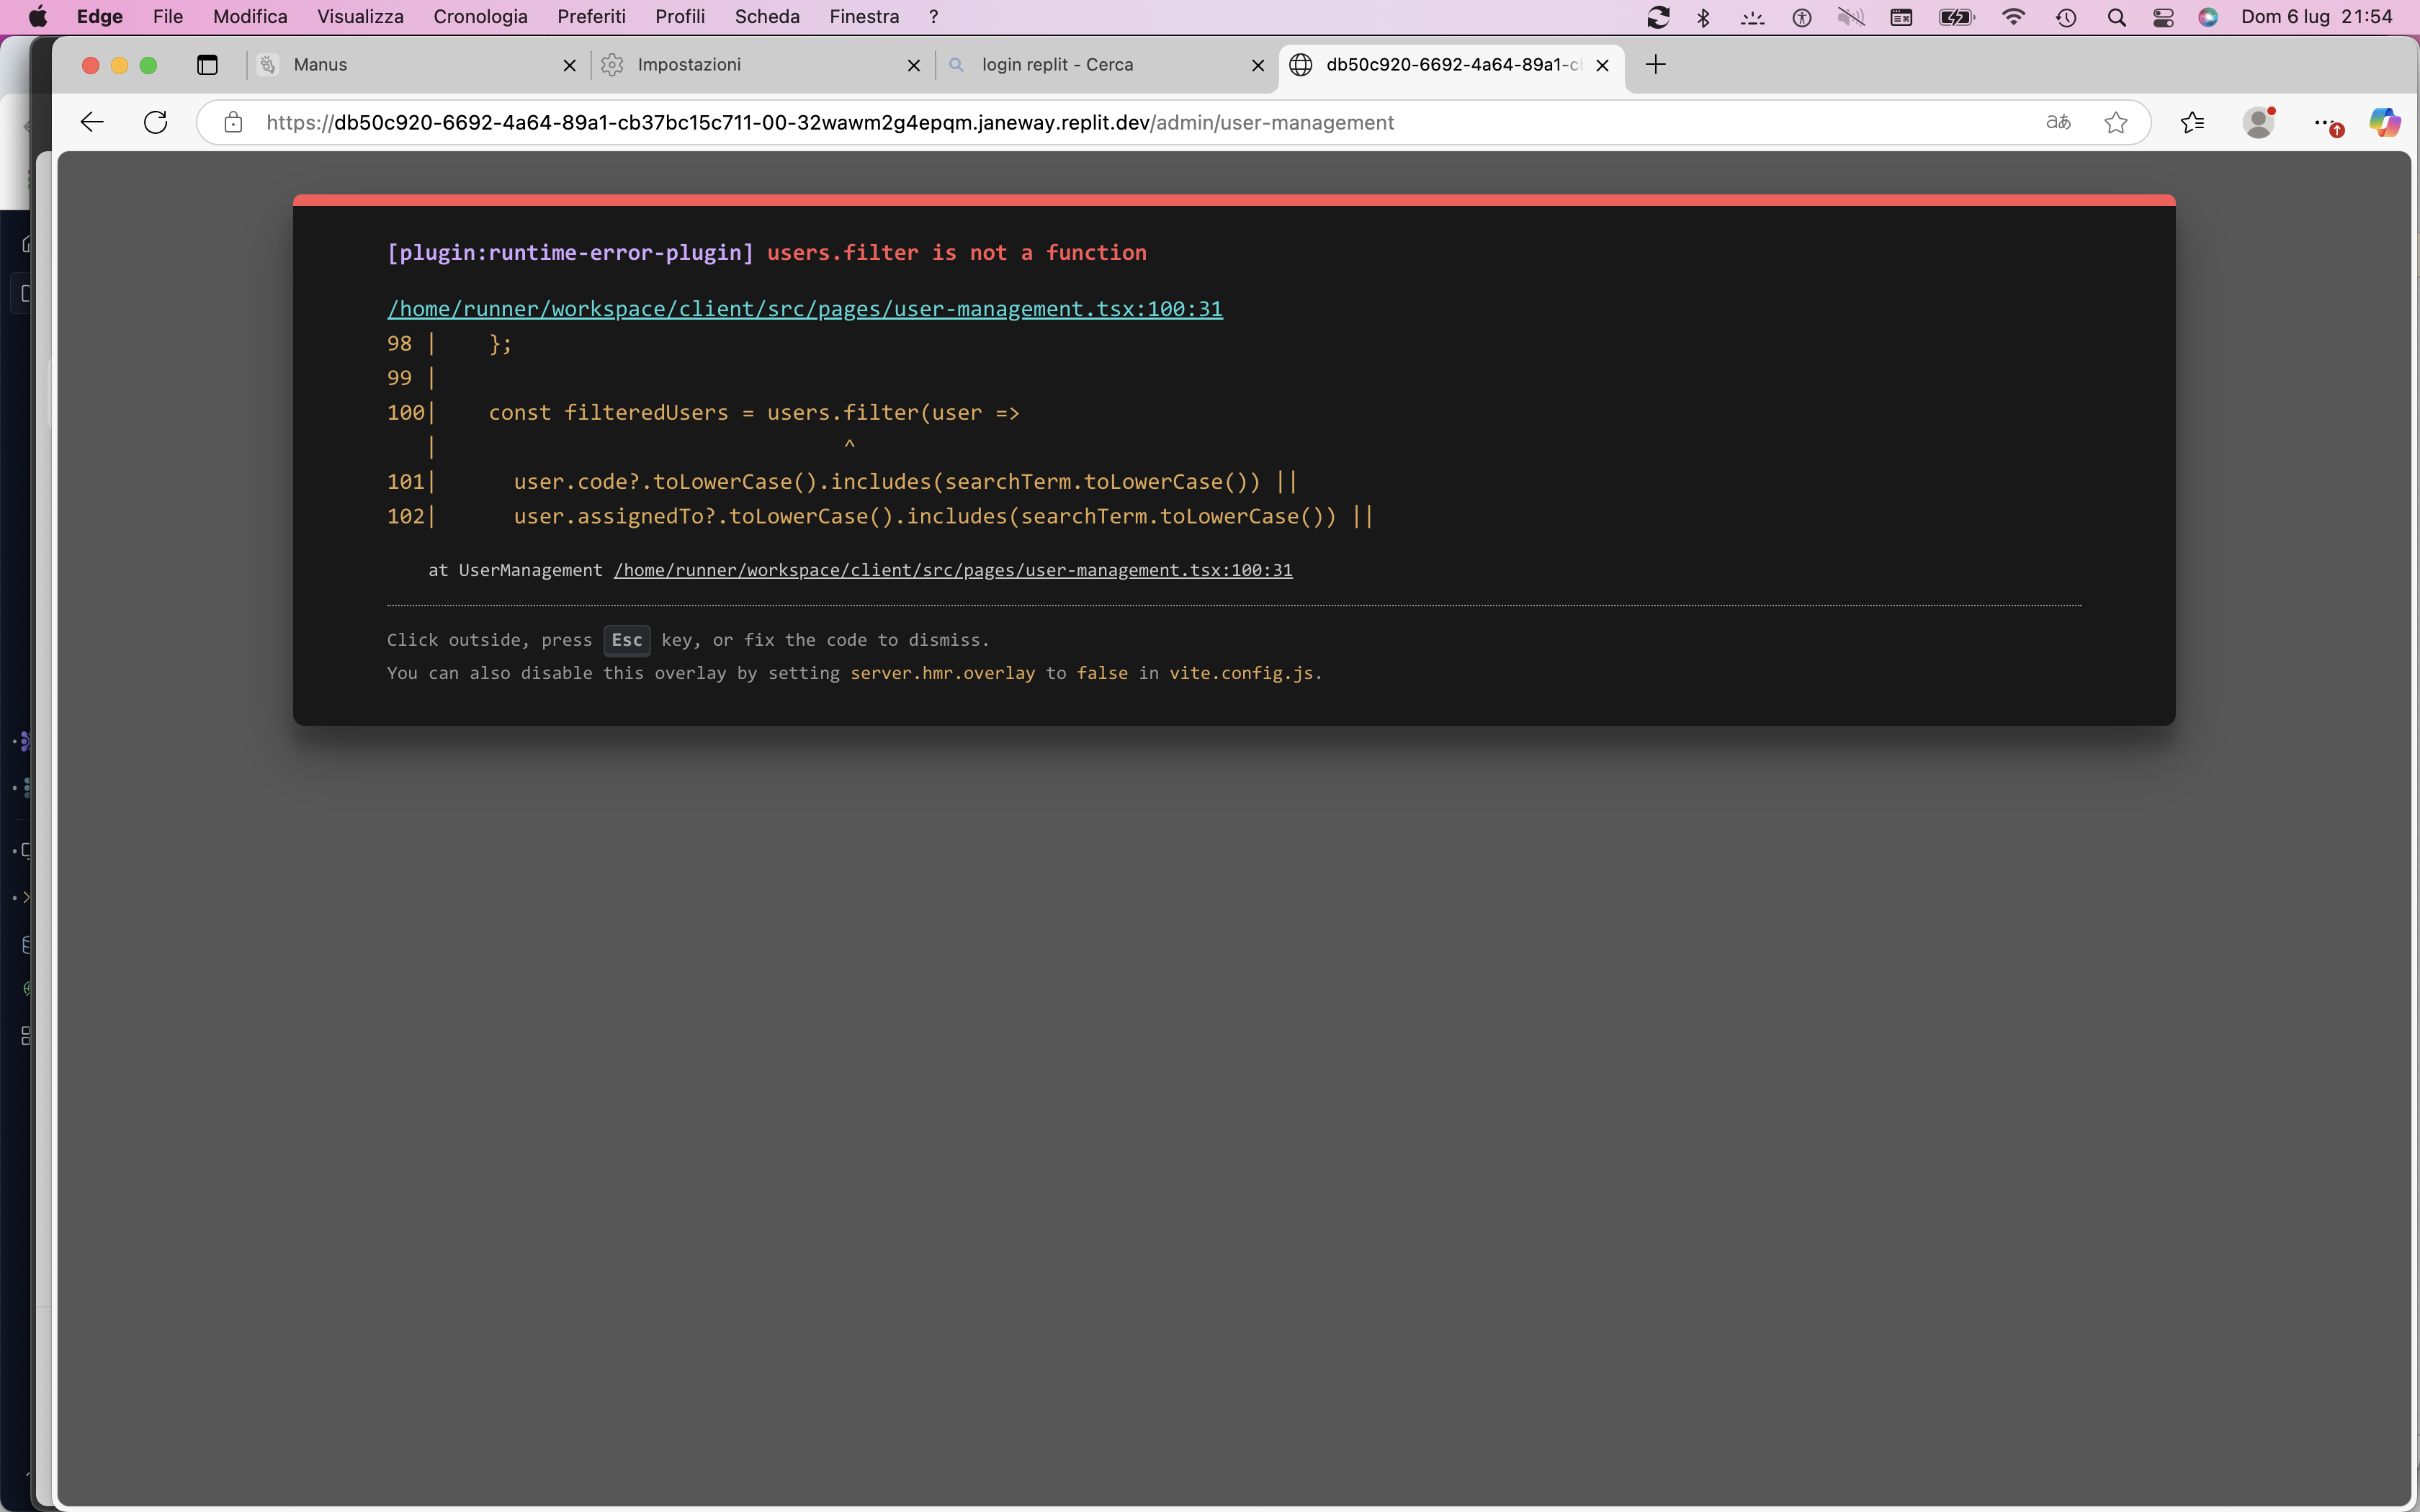 Edge File Modifica Visualizza Cronologia Preferiti Profili Scheda Finestra ? Dom 6 lug 21:54
Manus Impostazioni login replit - Cerca db50c920-6692-4a64-89a1-c
https://db50c920-6692-4a64-89a1-cb37bc15c711-00-32wawm2g4epqm.janeway.replit.dev/admin/user-management aあ
[plugin:runtime-error-plugin] users.filter is not a function
/home/runner/workspace/client/src/pages/user-management.tsx:100:31
98 |    };
99 |
100|    const filteredUsers = users.filter(user =>
   |                                ^
101|      user.code?.toLowerCase().includes(searchTerm.toLowerCase()) ||
102|      user.assignedTo?.toLowerCase().includes(searchTerm.toLowerCase()) ||
at UserManagement /home/runner/workspace/client/src/pages/user-management.tsx:100:31
Click outside, press Esc key, or fix the code to dismiss.
You can also disable this overlay by setting server.hmr.overlay to false in vite.config.js.